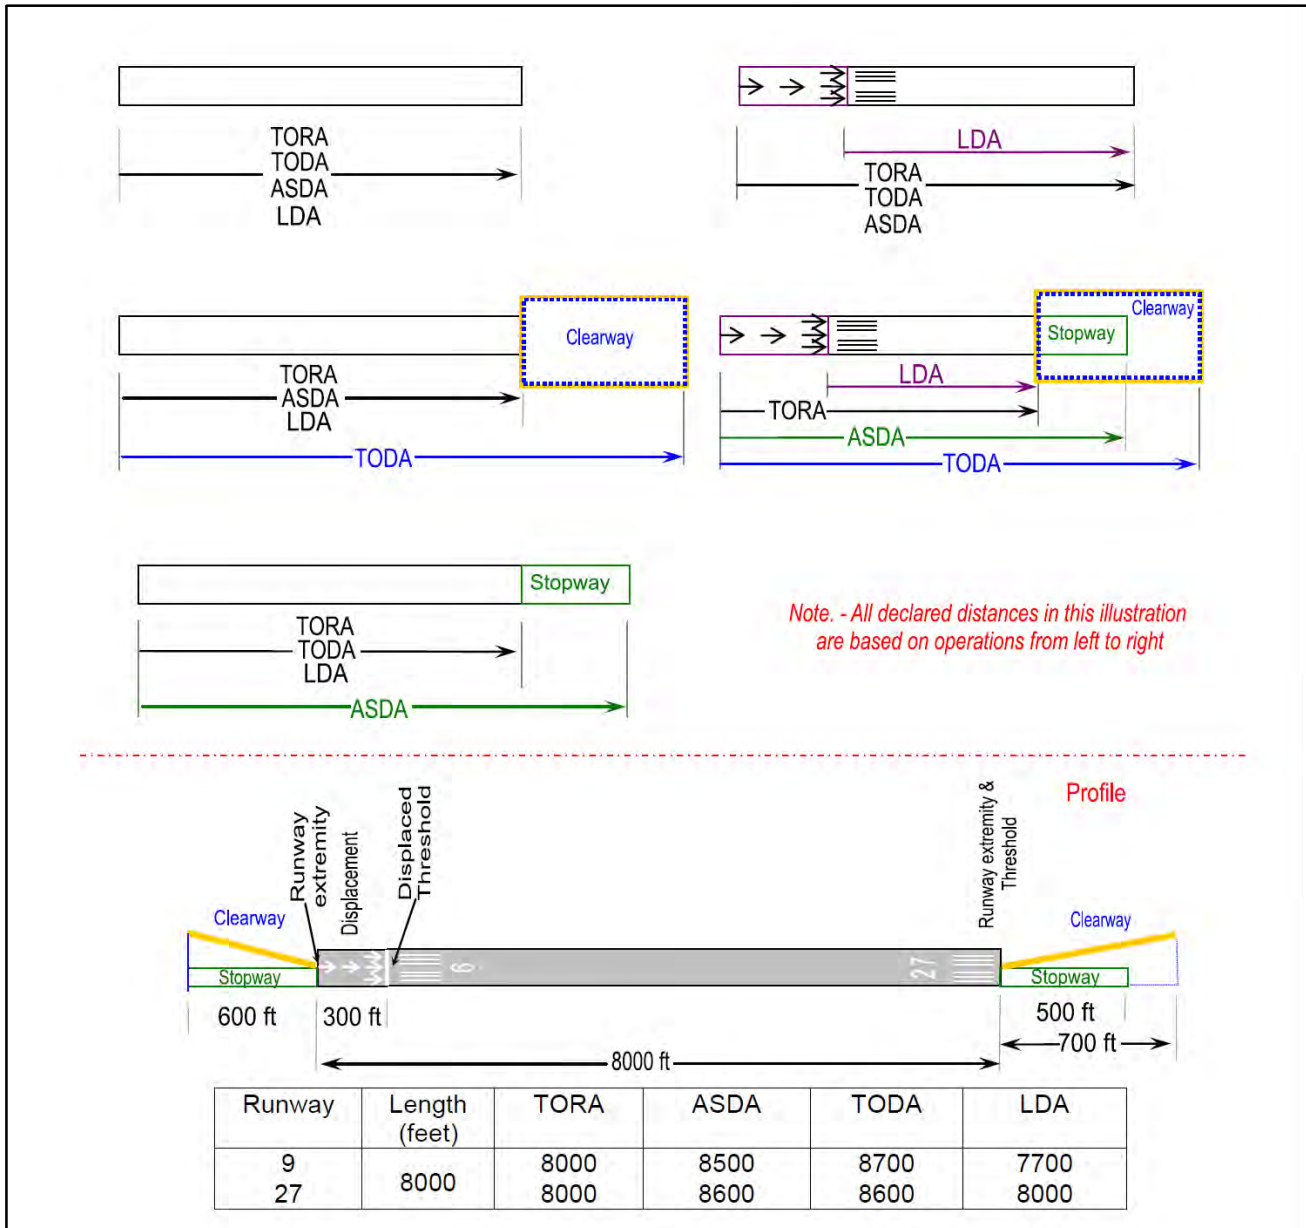 TORA
TODA
ASDA
LDA
LDA
TORA
TODA
ASDA
Clearway
TORA
ASDA
LDA
TODA
Clearway
Stopway
LDA
TORA
ASDA
TODA
Stopway
TORA
TODA
LDA
ASDA
Note. - All declared distances in this illustration
are based on operations from left to right
Profile
Runway
extremity
Displacement
Displaced
Threshold
Runway extremity &
Threshold
Clearway
Clearway
9
27
Stopway
Stopway
600 ft
300 ft
500 ft
700 ft
8000 ft
Runway Length (feet) TORA ASDA TODA LDA
9 8000 8000 8500 8700 7700
27 8000 8600 8600 8000